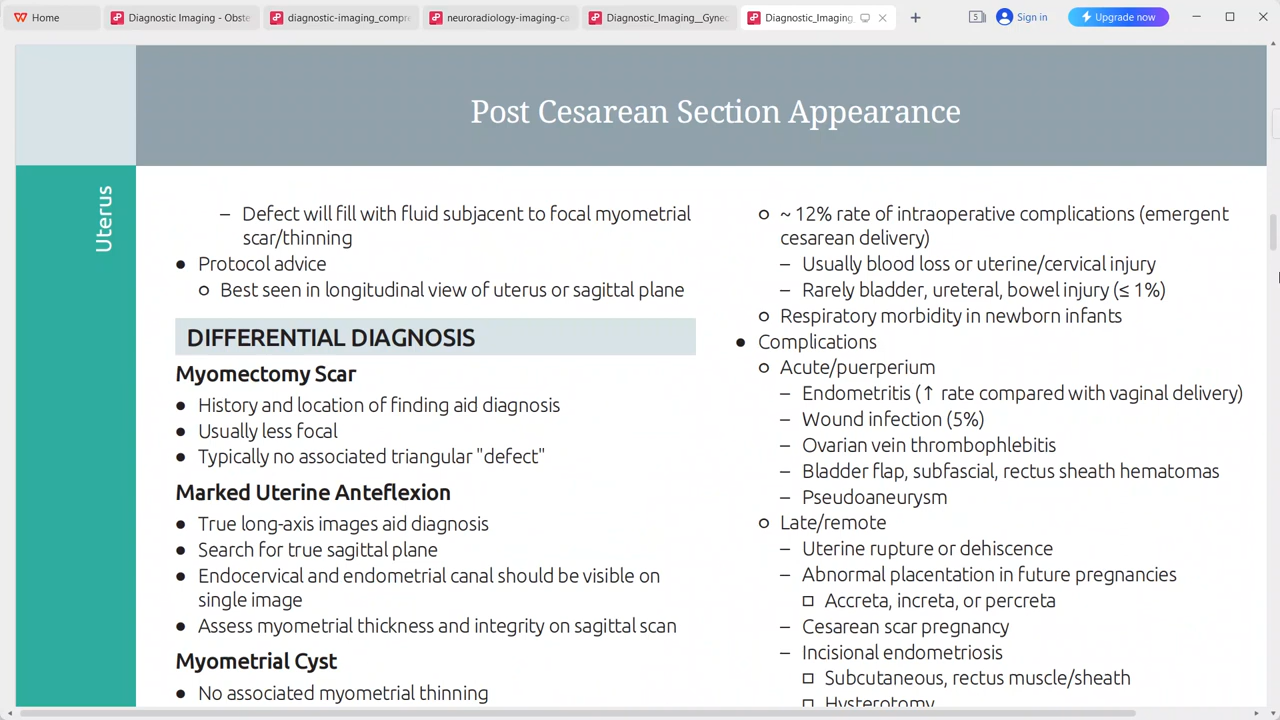 Home
Diagnostic Imaging - Obste
diagnostic-imaging_compre
neuroradiology-imaging-ca
Diagnostic_Imaging__Gynec
Diagnostic_Imaging_
5
Sign in
Upgrade now
Post Cesarean Section Appearance
Uterus
– Defect will fill with fluid subjacent to focal myometrial
scar/thinning
● Protocol advice
○ Best seen in longitudinal view of uterus or sagittal plane
DIFFERENTIAL DIAGNOSIS
Myomectomy Scar
● History and location of finding aid diagnosis
● Usually less focal
● Typically no associated triangular "defect"
Marked Uterine Anteflexion
● True long-axis images aid diagnosis
● Search for true sagittal plane
● Endocervical and endometrial canal should be visible on
single image
● Assess myometrial thickness and integrity on sagittal scan
Myometrial Cyst
● No associated myometrial thinning
○ ~ 12% rate of intraoperative complications (emergent
cesarean delivery)
– Usually blood loss or uterine/cervical injury
– Rarely bladder, ureteral, bowel injury (≤ 1%)
○ Respiratory morbidity in newborn infants
● Complications
○ Acute/puerperium
– Endometritis (↑ rate compared with vaginal delivery)
– Wound infection (5%)
– Ovarian vein thrombophlebitis
– Bladder flap, subfascial, rectus sheath hematomas
– Pseudoaneurysm
○ Late/remote
– Uterine rupture or dehiscence
– Abnormal placentation in future pregnancies
□ Accreta, increta, or percreta
– Cesarean scar pregnancy
– Incisional endometriosis
□ Subcutaneous, rectus muscle/sheath
□ Hysterotomy